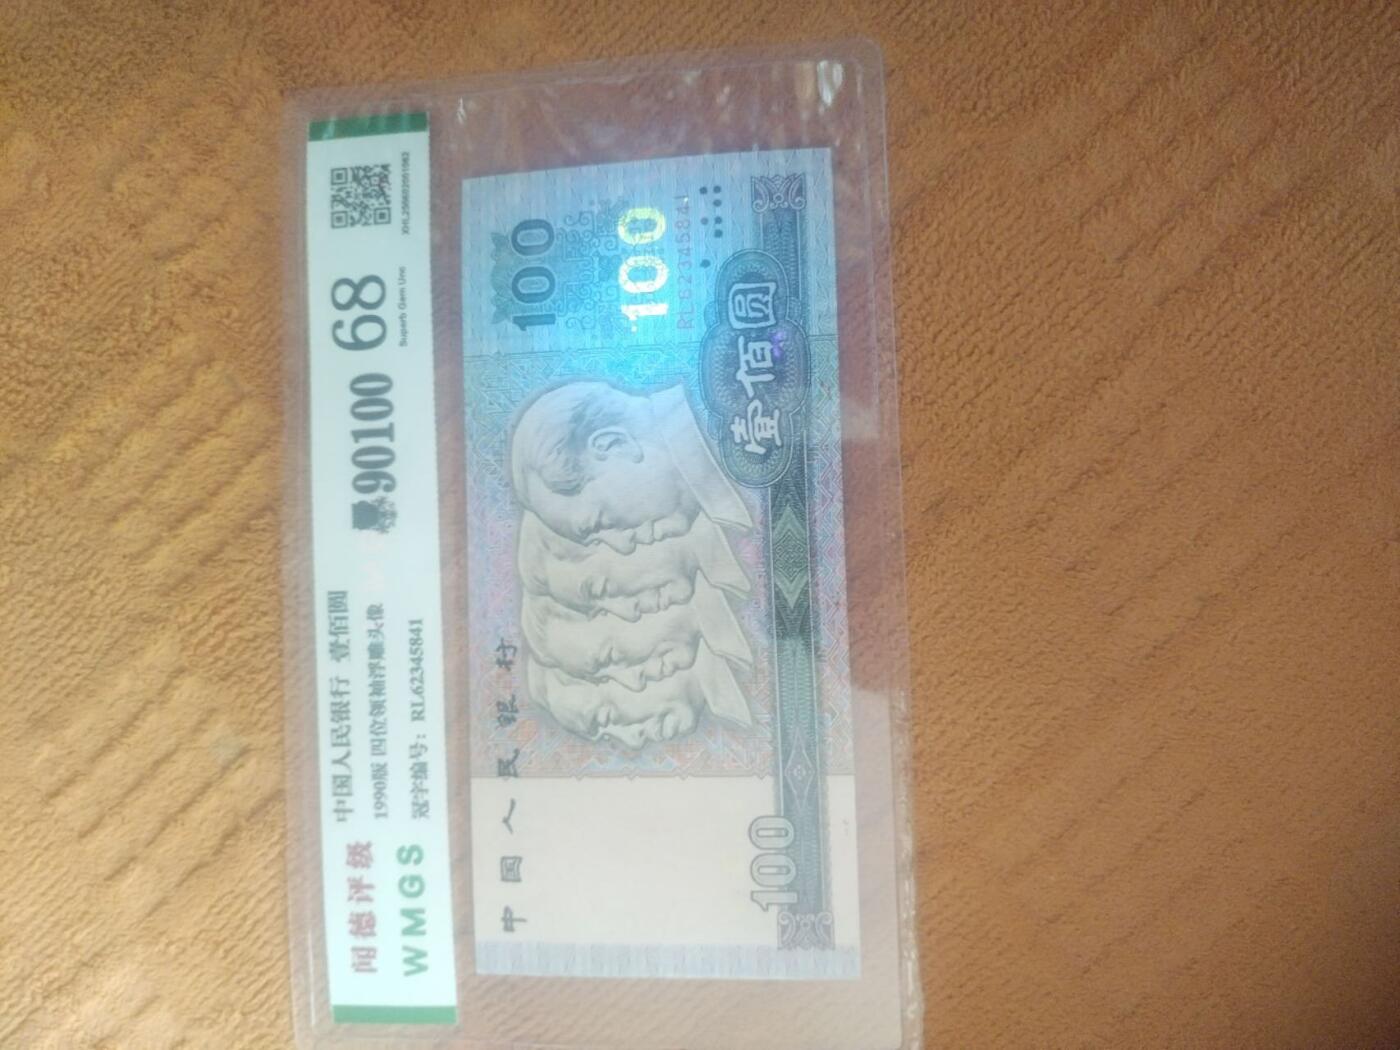 闻德评级
WMGS
中国人民银行 壹佰圆
1990版 四位领袖浮雕头像
冠字编号：RL62345841
90100
68
Superb Gem Unc
中国人民银行
100
100
RL62345841
壹佰圆
100